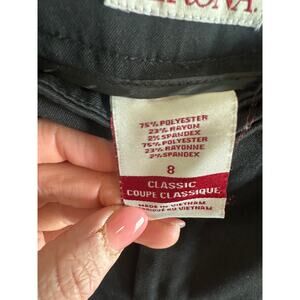 75% POLYESTER
23% RAYON
2% SPANDEX
75% POLYESTER
23% RAYONNE
2% SPANDEX
8
CLASSIC
COUPE CLASSIQUE
MADE IN VIETNAM
AU VIETNAM